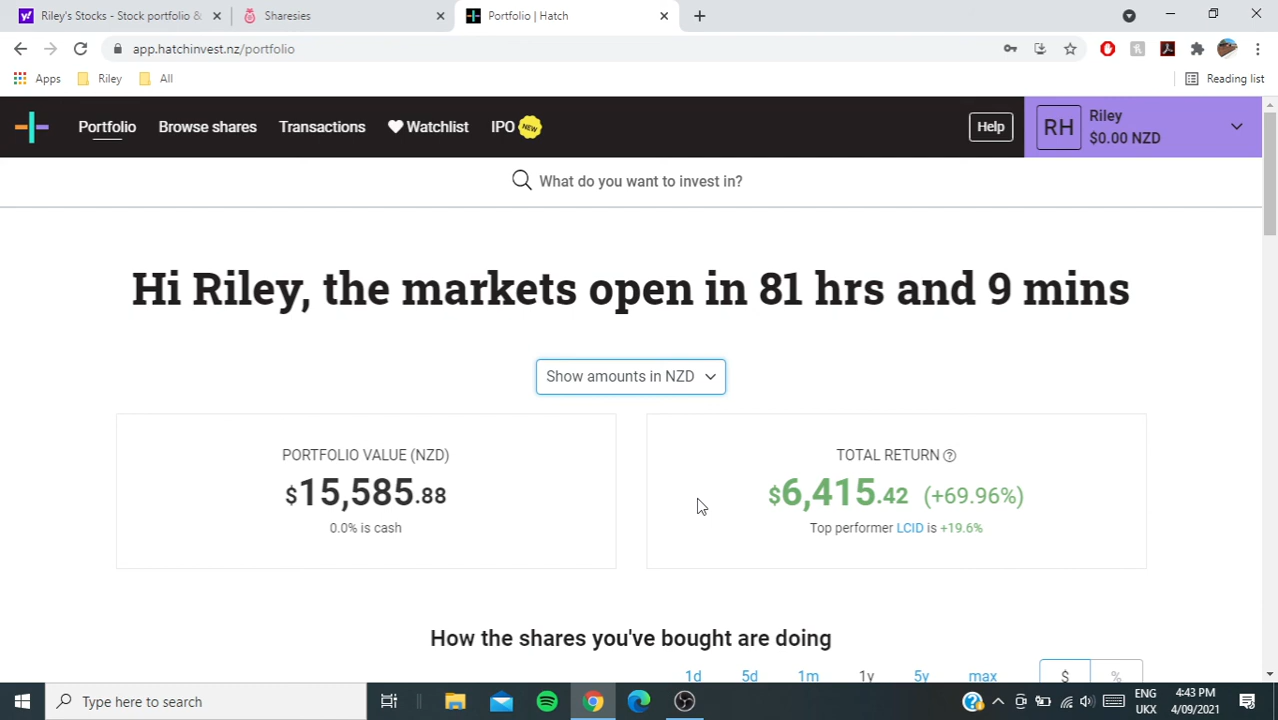 Riley's Stocks - Stock portfolio &
Sharesies
Portfolio | Hatch
app.hatchinvest.nz/portfolio
Apps
Riley
All
Reading list
Portfolio
Browse shares
Transactions
Watchlist
IPO
NEW
Help
RH
Riley
$0.00 NZD
What do you want to invest in?
Hi Riley, the markets open in 81 hrs and 9 mins
Show amounts in NZD
PORTFOLIO VALUE (NZD)
$15,585.88
0.0% is cash
TOTAL RETURN
$6,415.42 (+69.96%)
Top performer LCID is +19.6%
How the shares you've bought are doing
1d 5d 1m 1y 5y max $ %
Type here to search
ENG
UKX
4:43 PM
4/09/2021